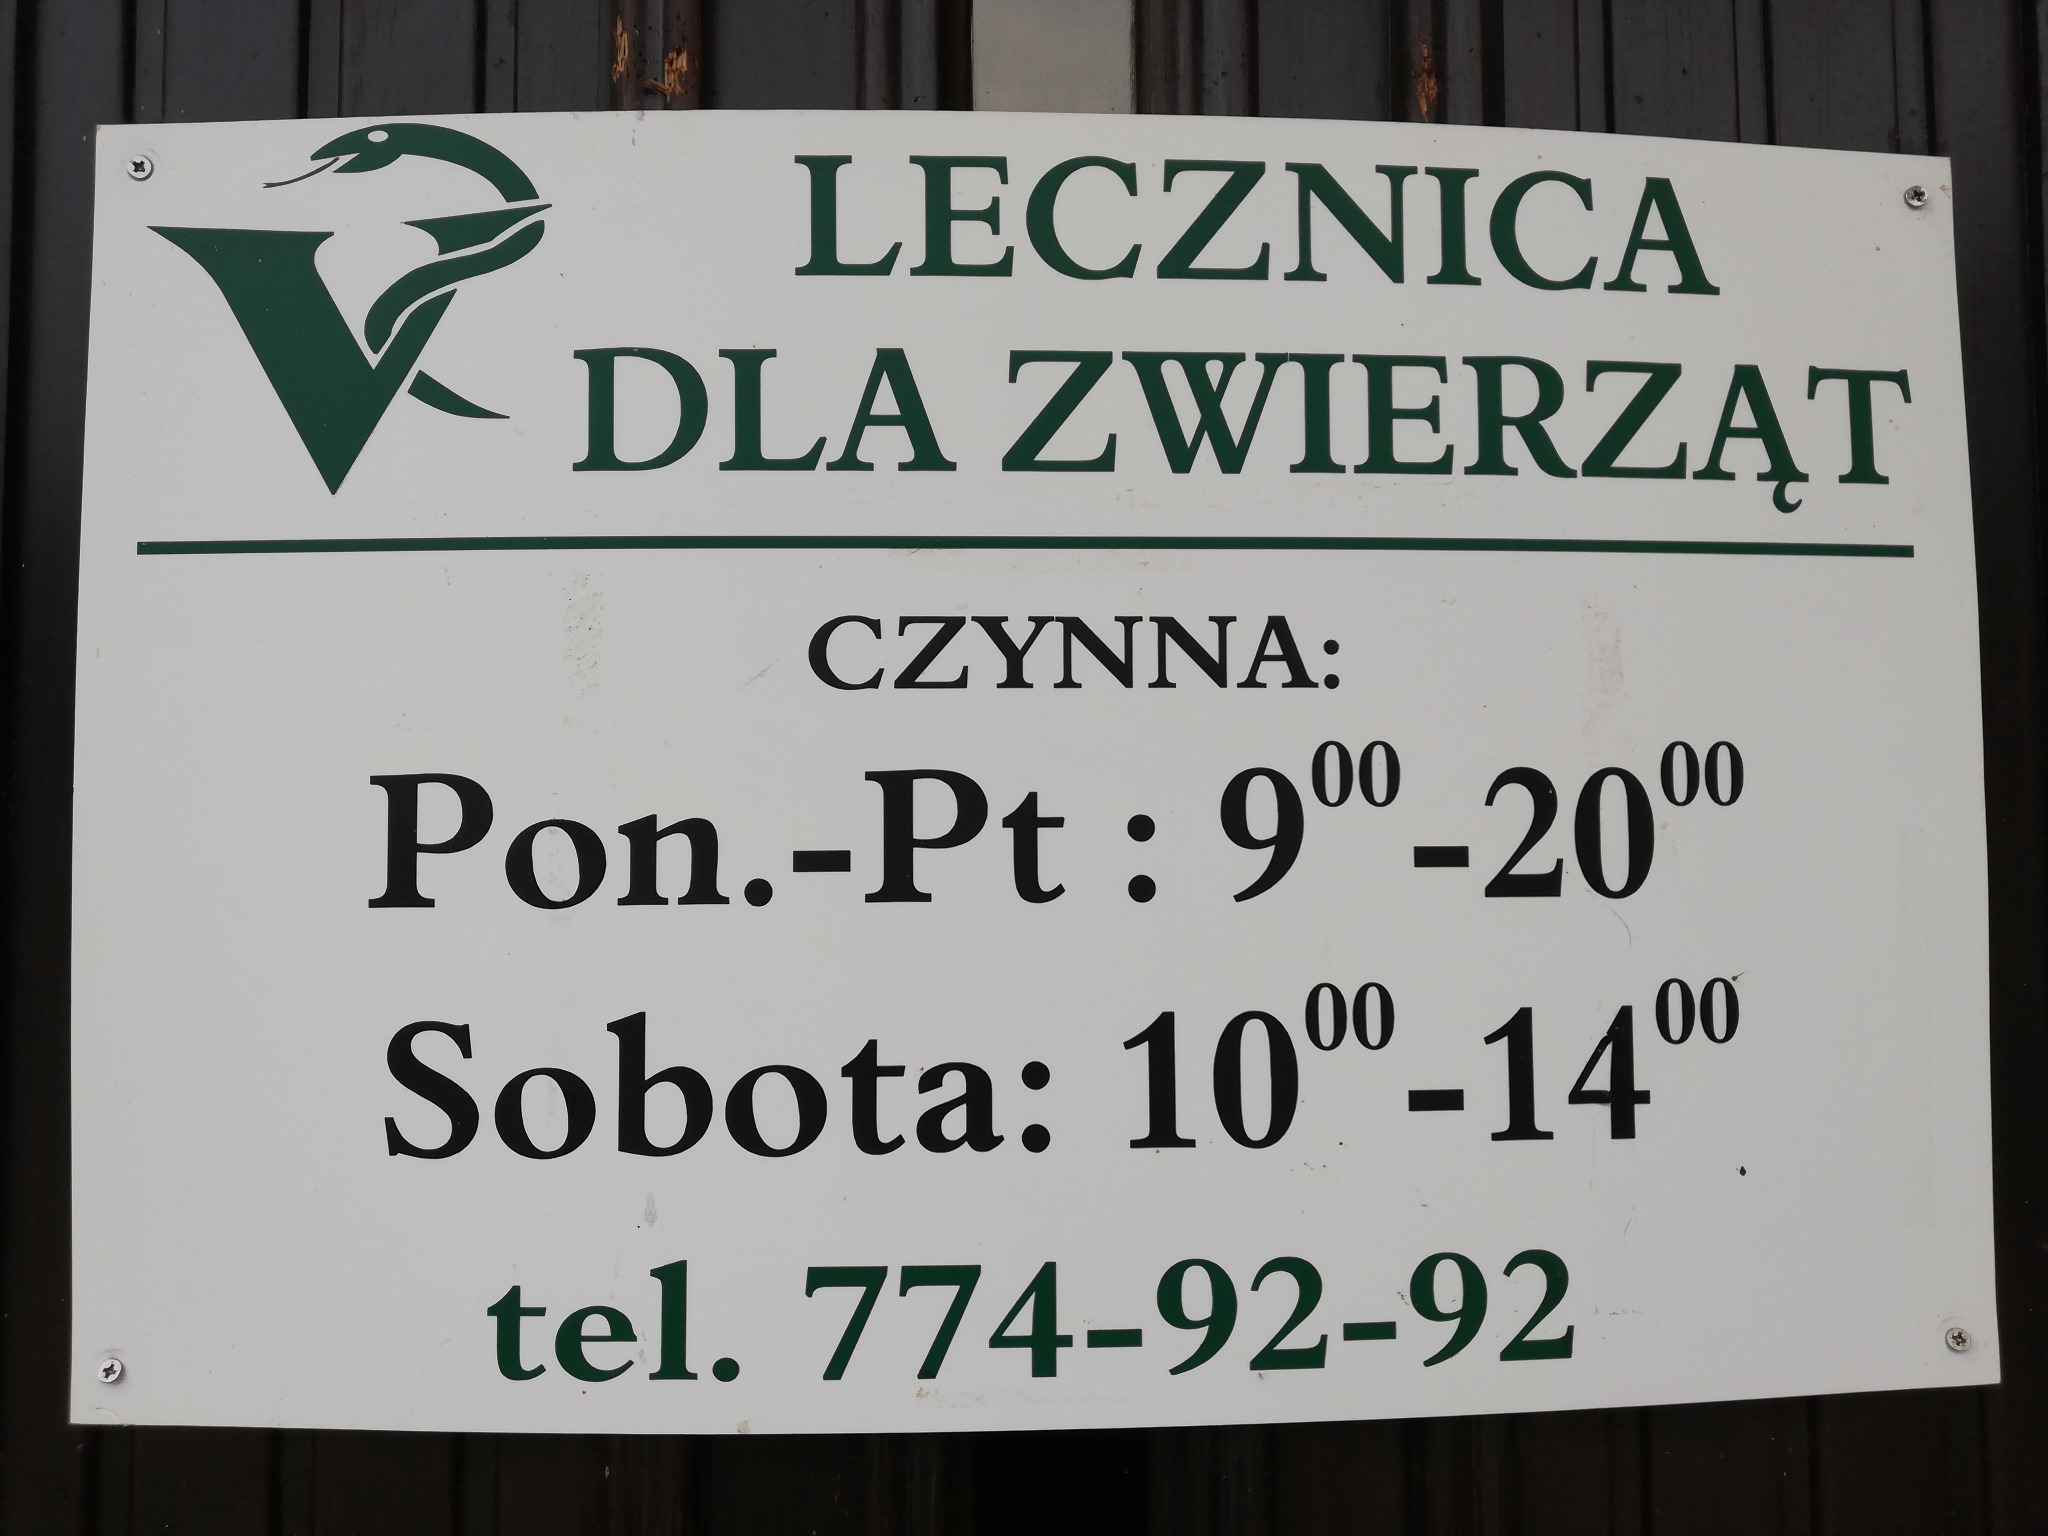 LECZNICA
DLA ZWIERZĄT
CZYNNA:
Pon.-Pt : 9⁰⁰-20⁰⁰
Sobota: 10⁰⁰-14⁰⁰
tel. 774-92-92